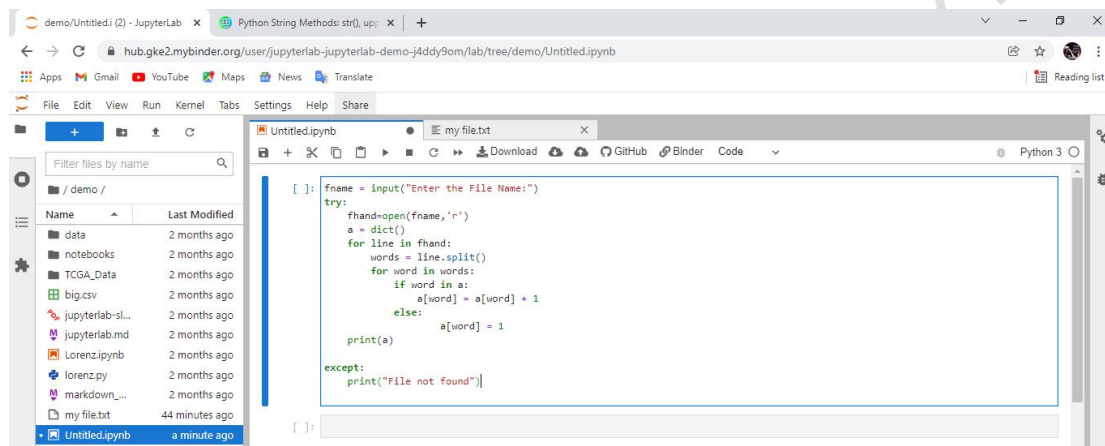 demo/Untitled.i (2) - JupyterLab
Python String Methods: str(), upp
hub.gke2.mybinder.org/user/jupyterlab-jupyterlab-demo-j4ddy9om/lab/tree/demo/Untitled.ipynb
Apps Gmail YouTube Maps News Translate Reading list
File Edit View Run Kernel Tabs Settings Help Share
Untitled.ipynb my file.txt
Download GitHub Binder Code Python 3
Filter files by name
/ demo /
Name Last Modified
data 2 months ago
notebooks 2 months ago
TCGA_Data 2 months ago
big.csv 2 months ago
jupyterlab-sl... 2 months ago
jupyterlab.md 2 months ago
Lorenz.ipynb 2 months ago
lorenz.py 2 months ago
markdown_... 2 months ago
my file.txt 44 minutes ago
Untitled.ipynb a minute ago
[ ]: fname = input("Enter the File Name:")
try:
    fhand=open(fname,'r')
    a = dict()
    for line in fhand:
        words = line.split()
        for word in words:
            if word in a:
                a[word] = a[word] + 1
            else:
                    a[word] = 1
    print(a)
except:
    print("File not found")
[ ]: